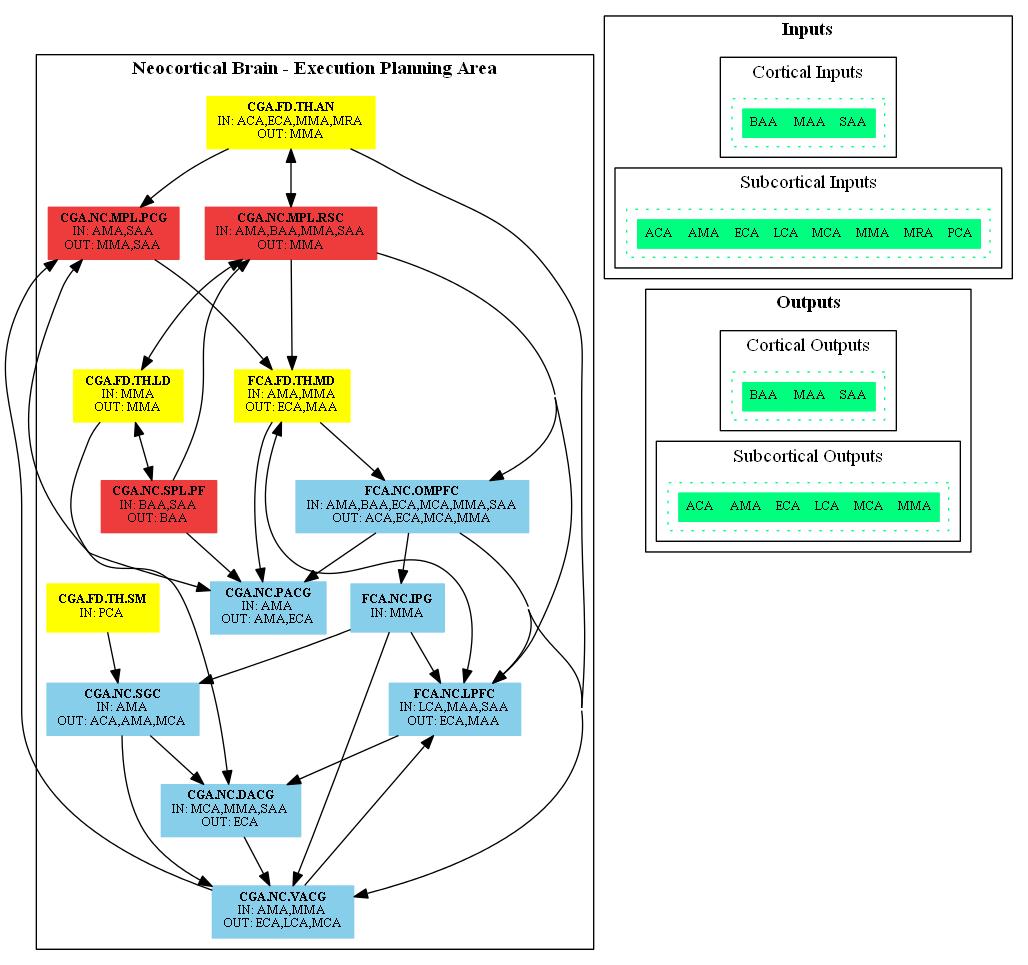 Neocortical Brain - Execution Planning Area
CGA.FD.TH.AN
IN: ACA,ECA,MMA,MRA
OUT: MMA
CGA.NC.MPL.PCG
IN: AMA,SAA
OUT: MMA,SAA
CGA.NC.MPL.RSC
IN: AMA,BAA,MMA,SAA
OUT: MMA
CGA.FD.TH.LD
IN: MMA
OUT: MMA
FCA.FD.TH.MD
IN: AMA,MMA
OUT: ECA,MAA
CGA.NC.SPL.PF
IN: BAA,SAA
OUT: BAA
FCA.NC.OMPFC
IN: AMA,BAA,ECA,MCA,MMA,SAA
OUT: ACA,ECA,MCA,MMA
CGA.FD.TH.SM
IN: PCA
CGA.NC.PACG
IN: AMA
OUT: AMA,ECA
FCA.NC.IPG
IN: MMA
CGA.NC.SGC
IN: AMA
OUT: ACA,AMA,MCA
FCA.NC.LPFC
IN: LCA,MAA,SAA
OUT: ECA,MAA
CGA.NC.DACG
IN: MCA,MMA,SAA
OUT: ECA
CGA.NC.VACG
IN: AMA,MMA
OUT: ECA,LCA,MCA
Inputs
Cortical Inputs
BAA MAA SAA
Subcortical Inputs
ACA AMA ECA LCA MCA MMA MRA PCA
Outputs
Cortical Outputs
BAA MAA SAA
Subcortical Outputs
ACA AMA ECA LCA MCA MMA